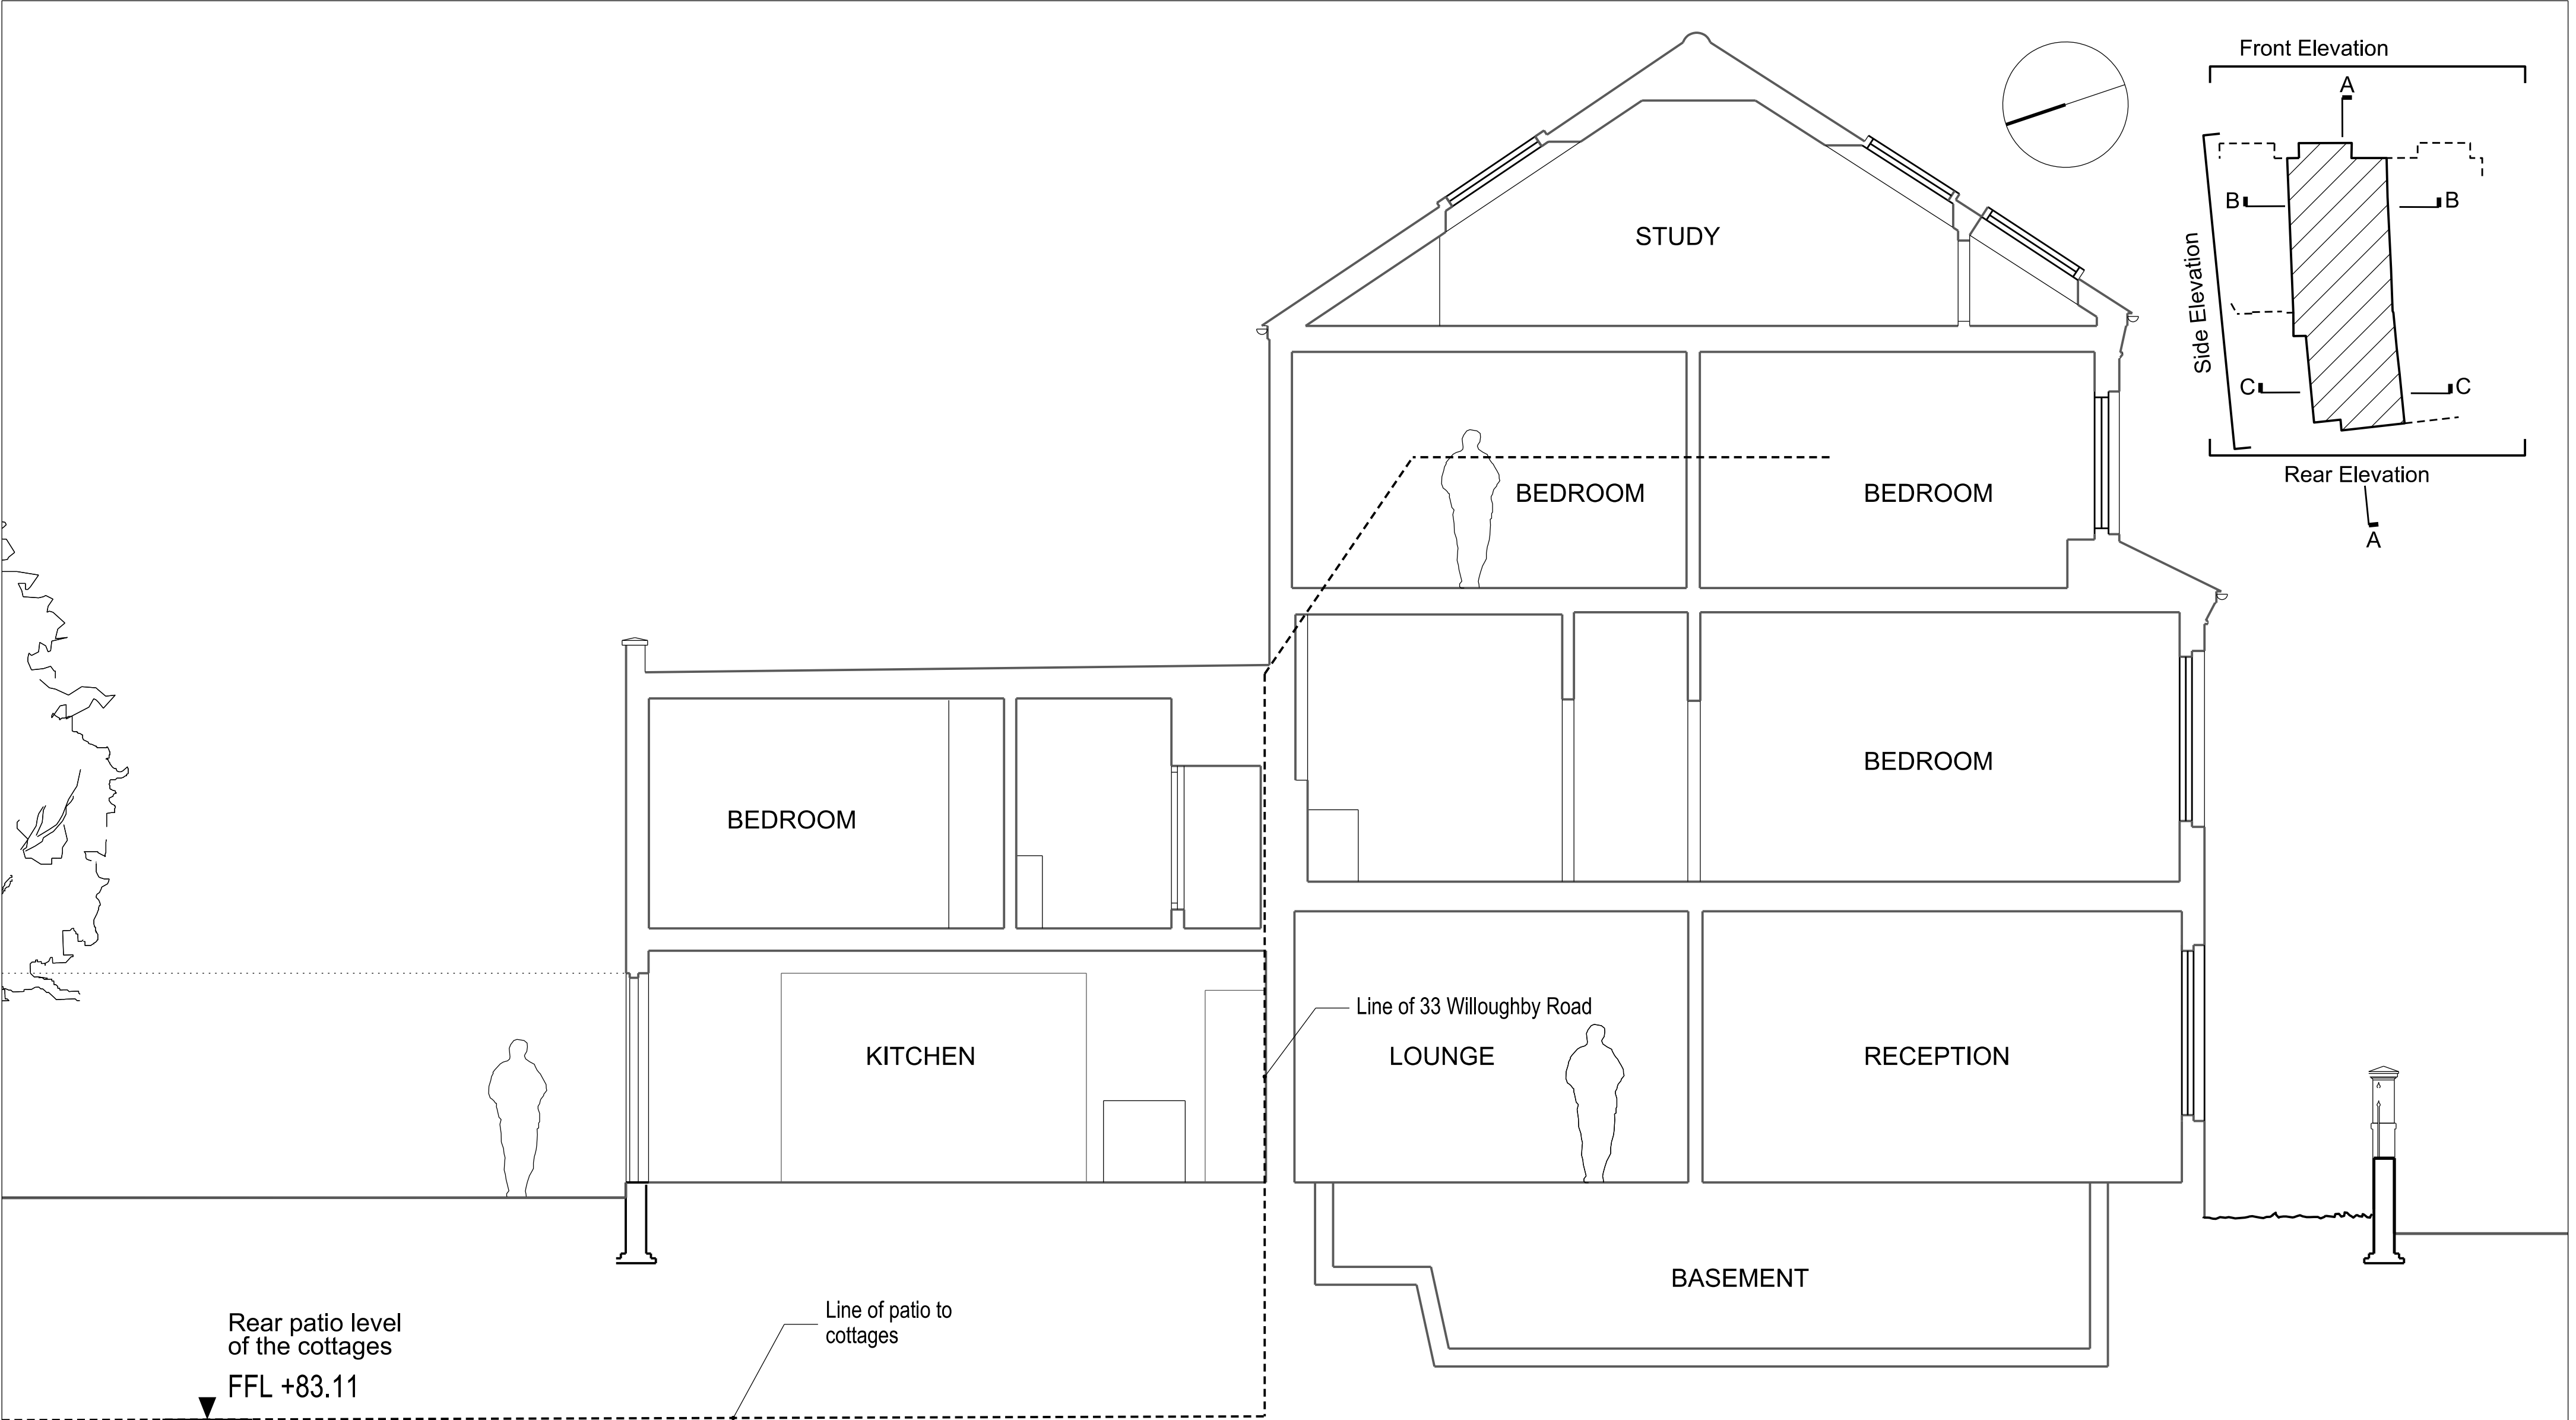 Front Elevation
A
STUDY
B
B
Side Elevation
C
C
BEDROOM
BEDROOM
Rear Elevation
A
BEDROOM
BEDROOM
Line of 33 Willoughby Road
KITCHEN
LOUNGE
RECEPTION
BASEMENT
Line of patio to
cottages
Rear patio level
of the cottages
FFL +83.11